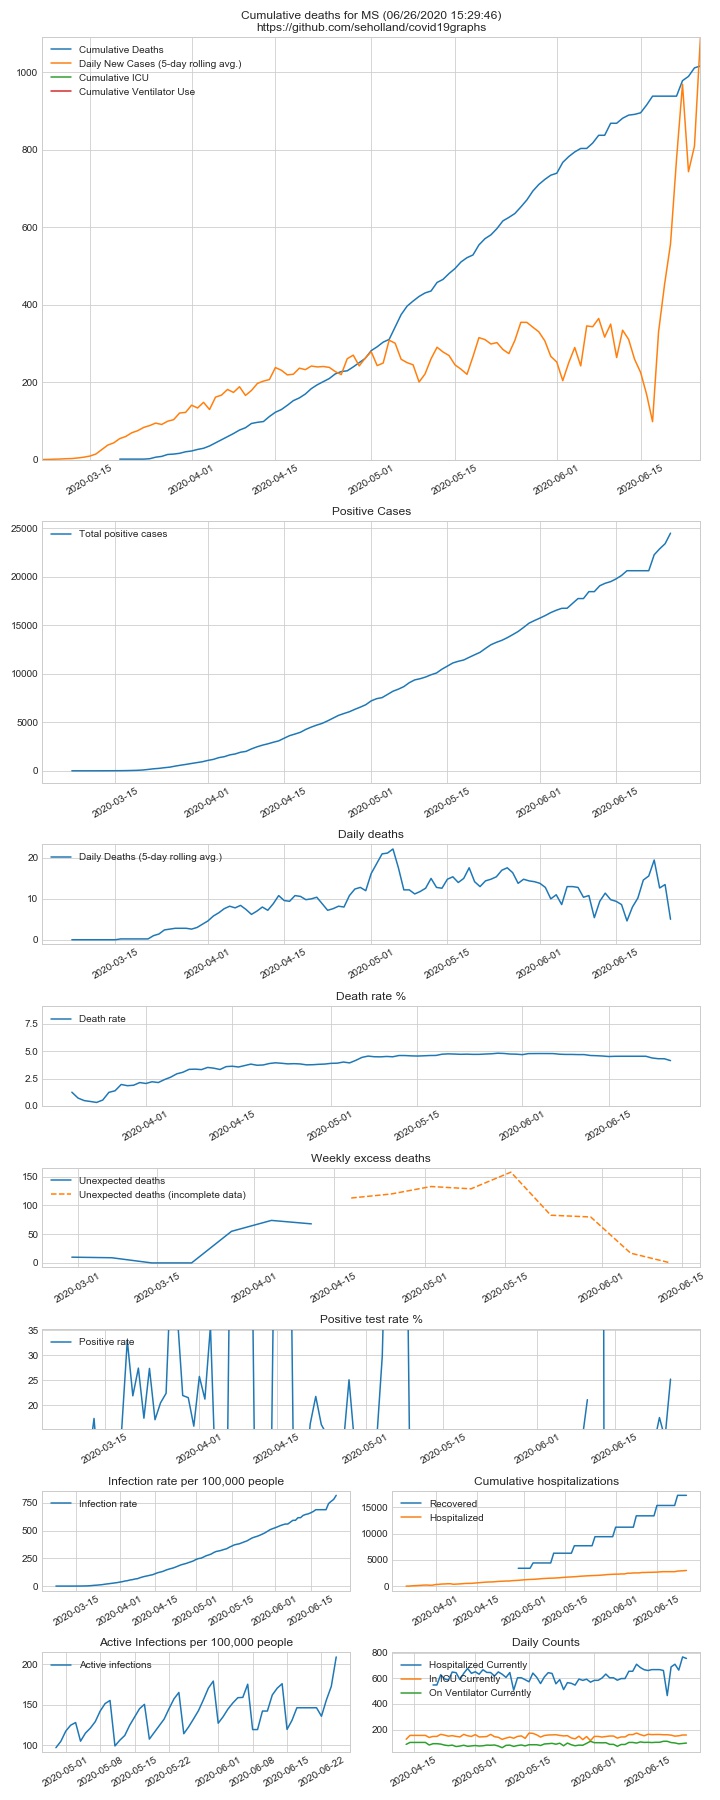 Cumulative deaths for MS (06/26/2020 15:29:46)
https://github.com/seholland/covid19graphs
Cumulative Deaths
Daily New Cases (5-day rolling avg.)
Cumulative ICU
Cumulative Ventilator Use
1000
800
600
400
200
0
2020-03-15 2020-04-01 2020-04-15 2020-05-01 2020-05-15 2020-06-01 2020-06-15
Positive Cases
Total positive cases
25000
20000
15000
10000
5000
0
2020-03-15 2020-04-01 2020-04-15 2020-05-01 2020-05-15 2020-06-01 2020-06-15
Daily deaths
Daily Deaths (5-day rolling avg.)
20
10
0
2020-03-15 2020-04-01 2020-04-15 2020-05-01 2020-05-15 2020-06-01 2020-06-15
Death rate %
Death rate
7.5
5.0
2.5
0.0
2020-04-01 2020-04-15 2020-05-01 2020-05-15 2020-06-01 2020-06-15
Weekly excess deaths
Unexpected deaths
Unexpected deaths (incomplete data)
150
100
50
0
2020-03-01 2020-03-15 2020-04-01 2020-04-15 2020-05-01 2020-05-15 2020-06-01 2020-06-15
Positive test rate %
Positive rate
35
30
25
20
2020-03-15 2020-04-01 2020-04-15 2020-05-01 2020-05-15 2020-06-01 2020-06-15
Infection rate per 100,000 people
Infection rate
750
500
250
0
2020-03-15 2020-04-01 2020-04-15 2020-05-01 2020-05-15 2020-06-01 2020-06-15
Cumulative hospitalizations
Recovered
Hospitalized
15000
10000
5000
0
2020-04-01 2020-04-15 2020-05-01 2020-05-15 2020-06-01 2020-06-15
Active Infections per 100,000 people
Active infections
200
150
100
2020-05-01 2020-05-08 2020-05-15 2020-05-22 2020-06-01 2020-06-08 2020-06-15 2020-06-22
Daily Counts
Hospitalized Currently
In ICU Currently
On Ventilator Currently
800
600
400
200
2020-04-15 2020-05-01 2020-05-15 2020-06-01 2020-06-15